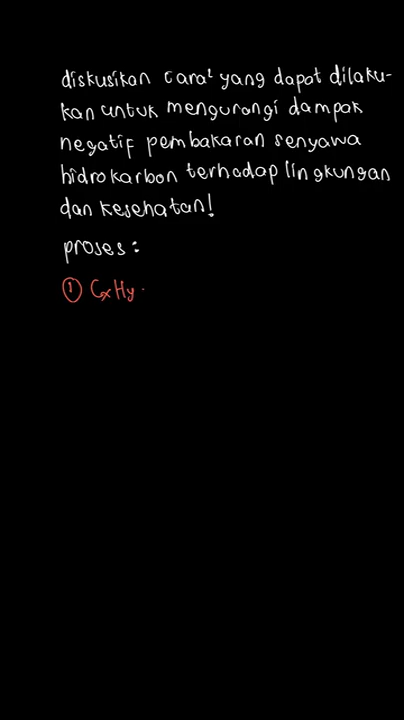 diskusikan cara² yang dapat dilaku-
kan untuk mengurangi dampak
negatif pembakaran senyawa
hidrokarbon terhadap lingkungan
dan kesehatan!
proses:
① CxHy